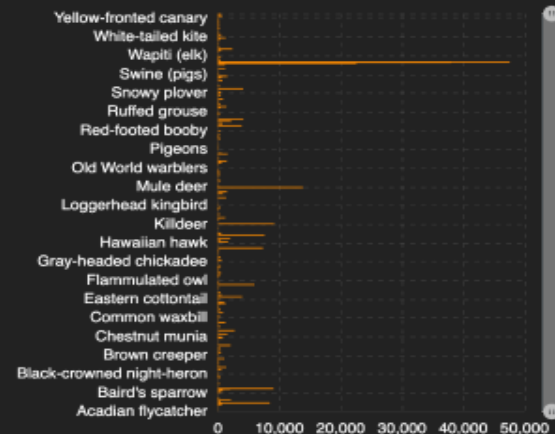 Yellow-fronted canary
White-tailed kite
Wapiti (elk)
Swine (pigs)
Snowy plover
Ruffed grouse
Red-footed booby
Pigeons
Old World warblers
Mule deer
Loggerhead kingbird
Killdeer
Hawaiian hawk
Gray-headed chickadee
Flammulated owl
Eastern cottontail
Common waxbill
Chestnut munia
Brown creeper
Black-crowned night-heron
Baird's sparrow
Acadian flycatcher
0 10,000 20,000 30,000 40,000 50,000